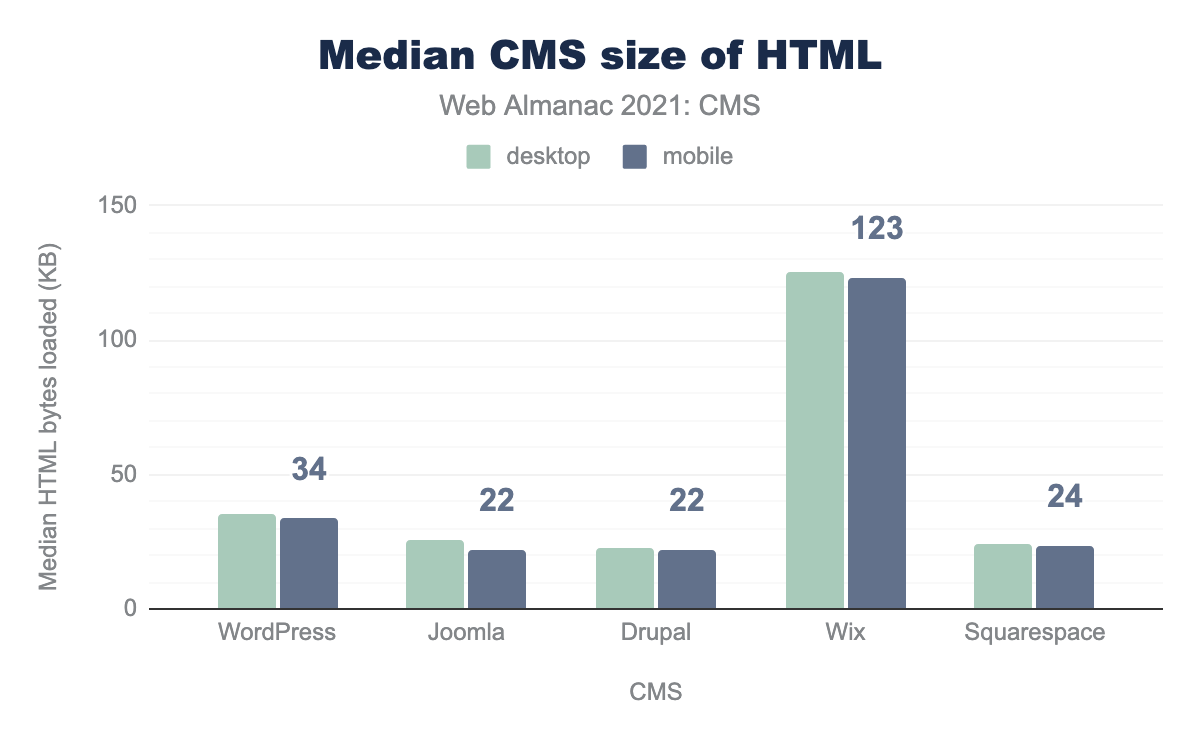 Median CMS size of HTML
Web Almanac 2021: CMS
desktop mobile
Median HTML bytes loaded (KB)
150
100
50
0
34
22
22
123
24
WordPress Joomla Drupal Wix Squarespace
CMS